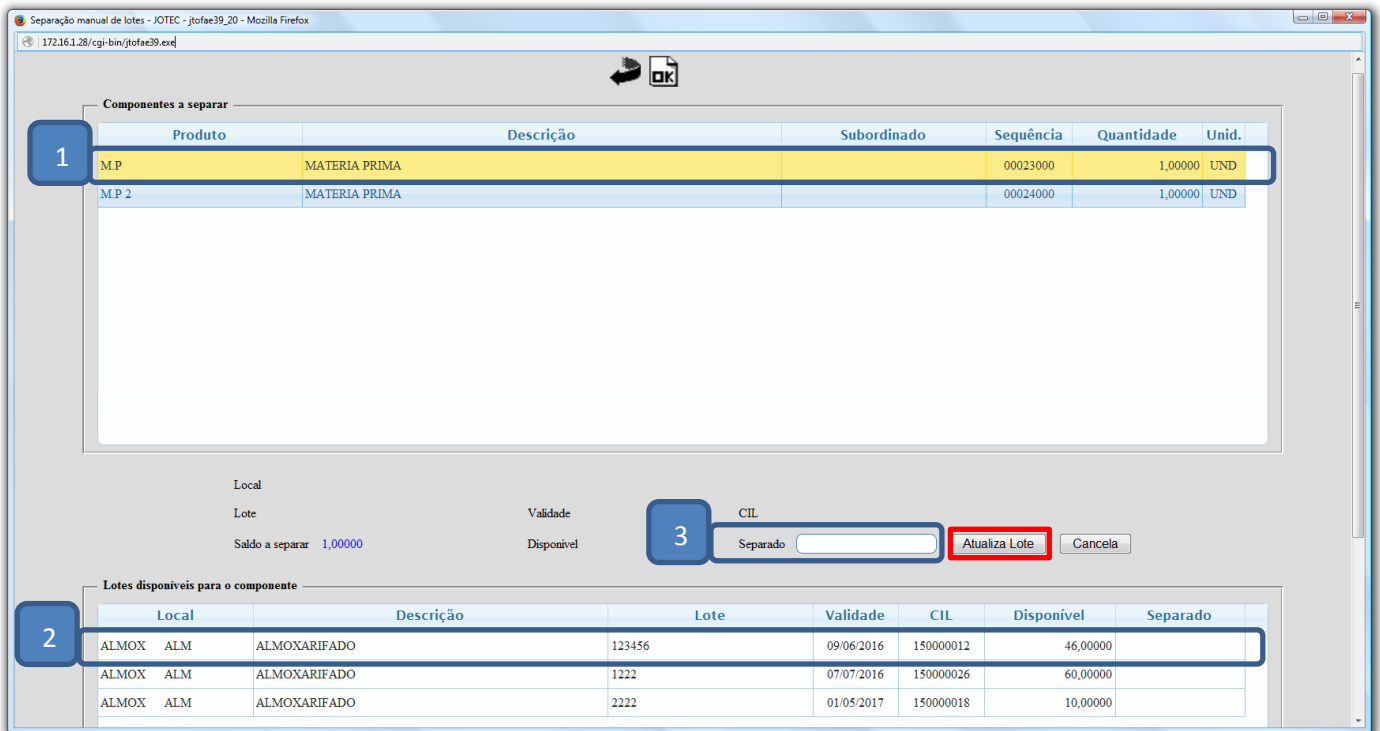 Separação manual de lotes - JOTEC - jtofae39_20 - Mozilla Firefox
172.16.1.28/cgi-bin/jtofae39.exe
OK
Componentes a separar
Produto Descrição Subordinado Sequência Quantidade Unid.
1
M.P MATERIA PRIMA 00023000 1,00000 UND
M.P 2 MATERIA PRIMA 00024000 1,00000 UND
Local
Lote Validade CIL
3
Saldo a separar 1,00000 Disponível Separado Atualiza Lote Cancela
Lotes disponíveis para o componente
Local Descrição Lote Validade CIL Disponível Separado
2
ALMOX ALM ALMOXARIFADO 123456 09/06/2016 150000012 46,00000
ALMOX ALM ALMOXARIFADO 1222 07/07/2016 150000026 60,00000
ALMOX ALM ALMOXARIFADO 2222 01/05/2017 150000018 10,00000